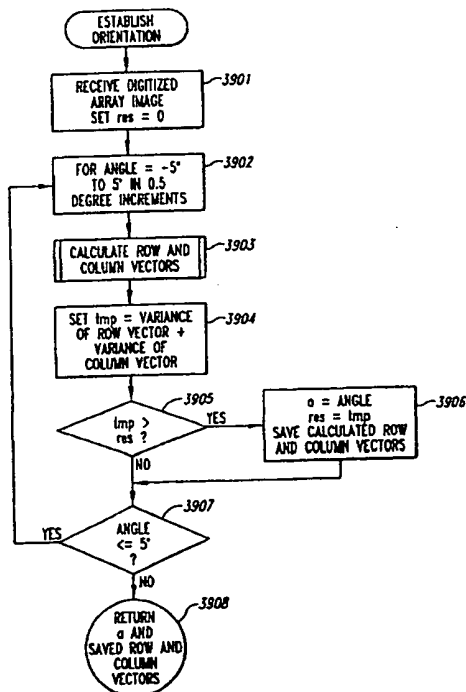 ESTABLISH
ORIENTATION
3901
RECEIVE DIGITIZED
ARRAY IMAGE
SET res = 0
3902
FOR ANGLE = -5°
TO 5° IN 0.5
DEGREE INCREMENTS
3903
CALCULATE ROW AND
COLUMN VECTORS
3904
SET tmp = VARIANCE
OF ROW VECTOR +
VARIANCE OF
COLUMN VECTOR
3905
tmp >
res ?
YES
NO
3906
a = ANGLE
res = tmp
SAVE CALCULATED ROW
AND COLUMN VECTORS
3907
YES
ANGLE
<= 5°
?
NO
3908
RETURN
a AND
SAVED ROW AND
COLUMN
VECTORS